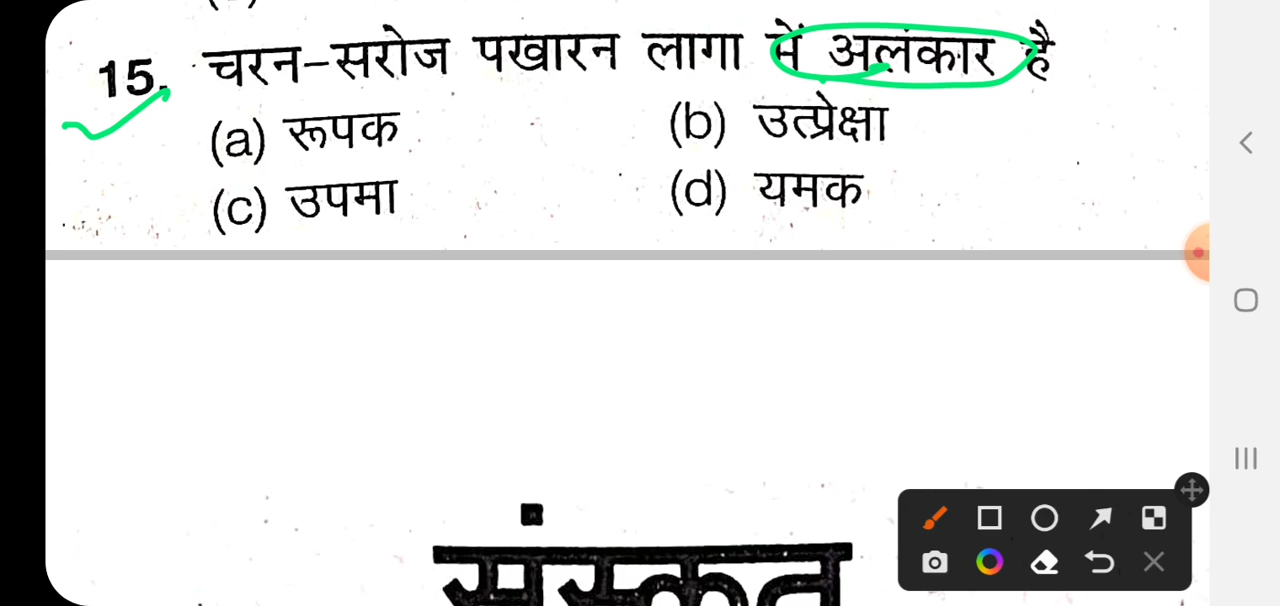 15. चरन-सरोज पखारन लागा में अलंकार है
(a) रूपक (b) उत्प्रेक्षा
(c) उपमा (d) यमक